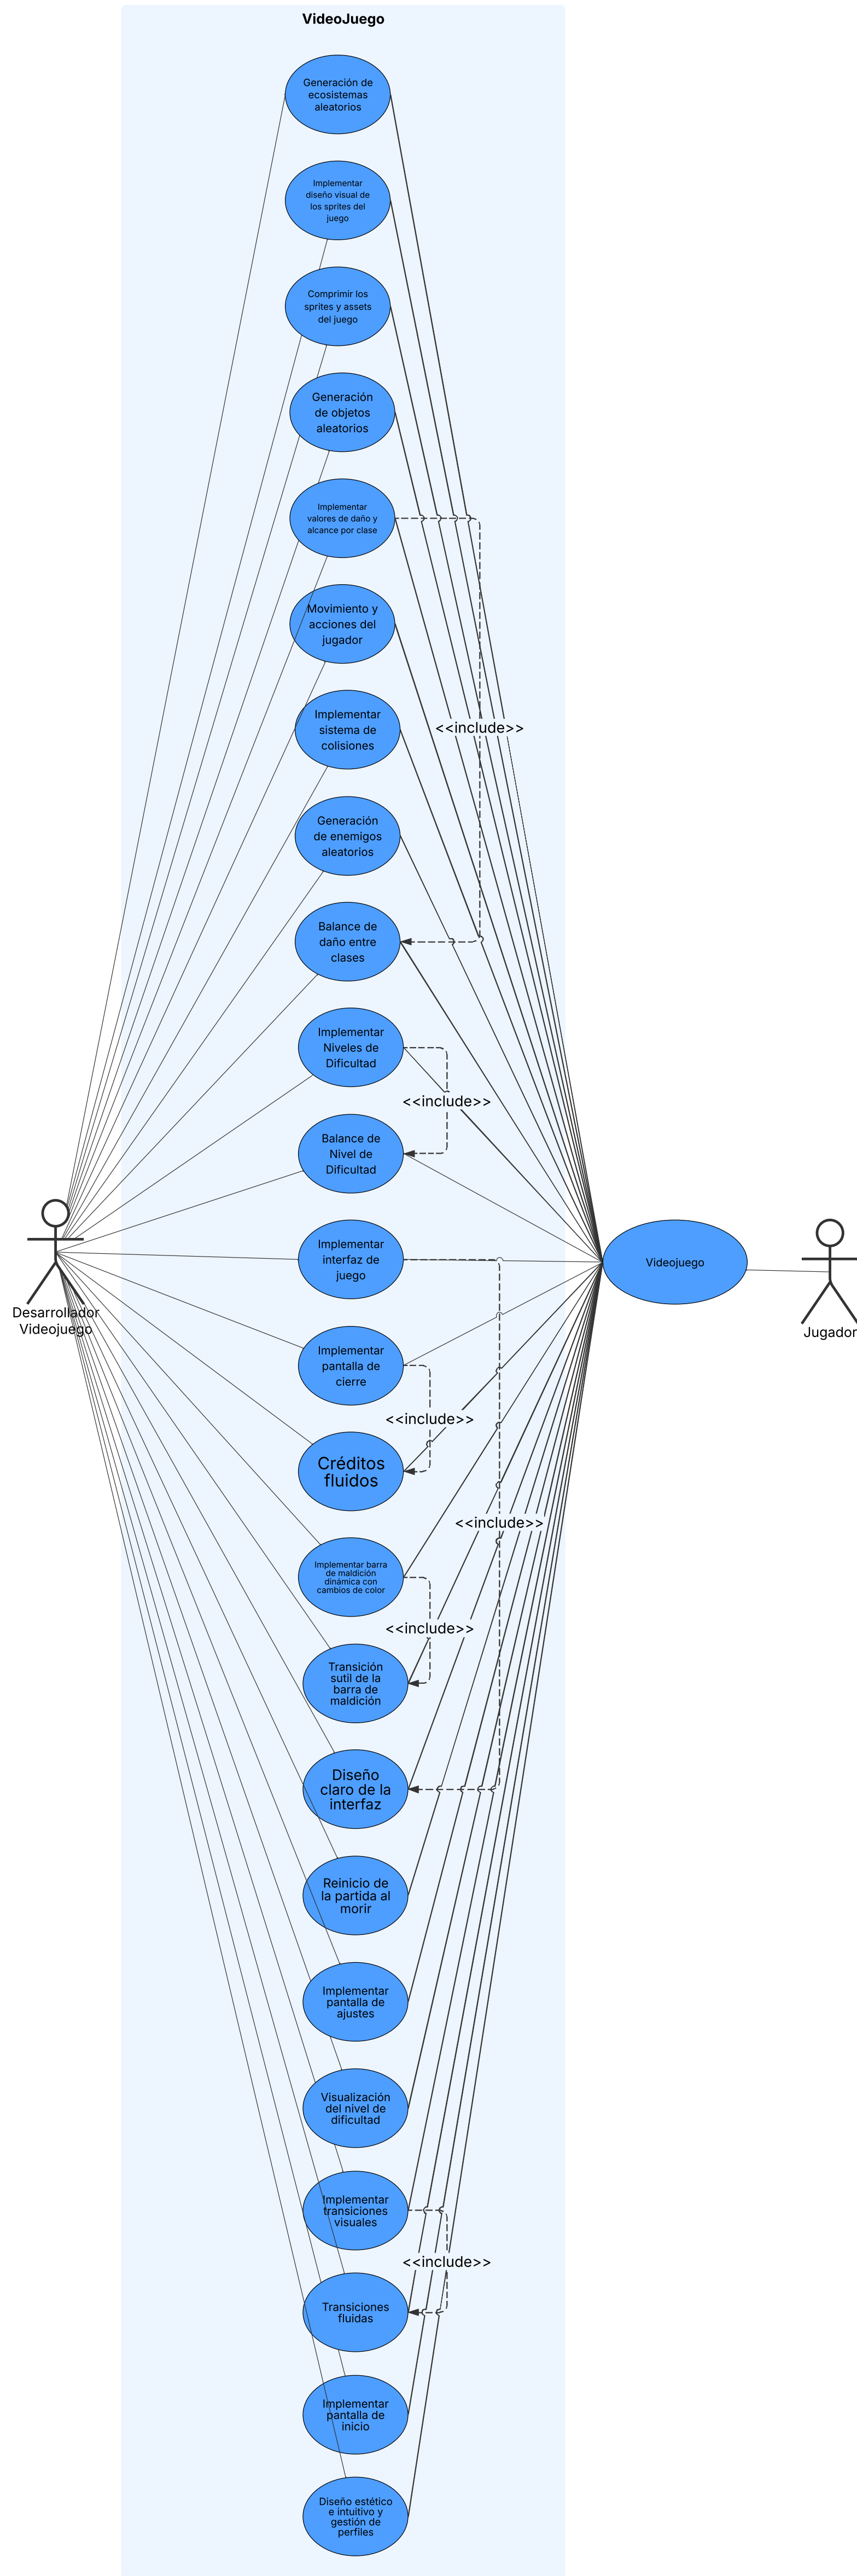 VideoJuego
Generación de
ecosistemas
aleatorios
Implementar
diseño visual de
los sprites del
juego
Comprimir los
sprites y assets
del juego
Generación
de objetos
aleatorios
Implementar
valores de daño y
alcance por clase
Movimiento y
acciones del
jugador
Implementar
sistema de
colisiones
<<include>>
Generación
de enemigos
aleatorios
Balance de
daño entre
clases
Implementar
Niveles de
Dificultad
<<include>>
Balance de
Nivel de
Dificultad
Desarrollador
Videojuego
Implementar
interfaz de
juego
Videojuego
Jugador
Implementar
pantalla de
cierre
<<include>>
Créditos
fluidos
<<include>>
Implementar barra
de maldición
dinámica con
cambios de color
<<include>>
Transición
sutil de la
barra de
maldición
Diseño
claro de la
interfaz
Reinicio de
la partida al
morir
Implementar
pantalla de
ajustes
Visualización
del nivel de
dificultad
Implementar
transiciones
visuales
<<include>>
Transiciones
fluidas
Implementar
pantalla de
inicio
Diseño estético
e intuitivo y
gestión de
perfiles